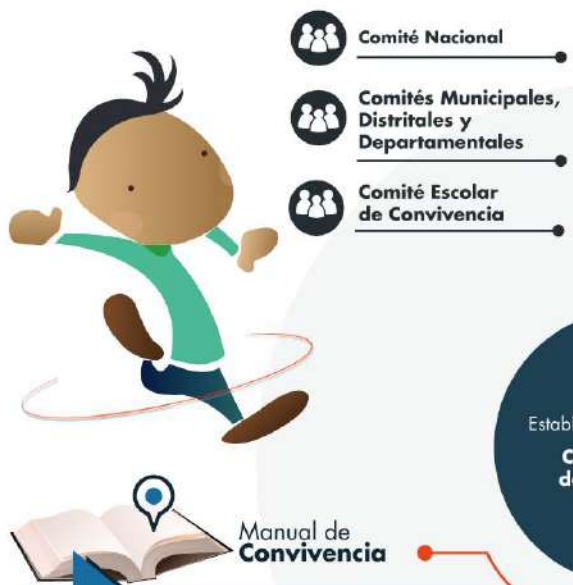 Comité Nacional
Comités Municipales,
Distritales y
Departamentales
Comité Escolar
de Convivencia
Manual de
Convivencia